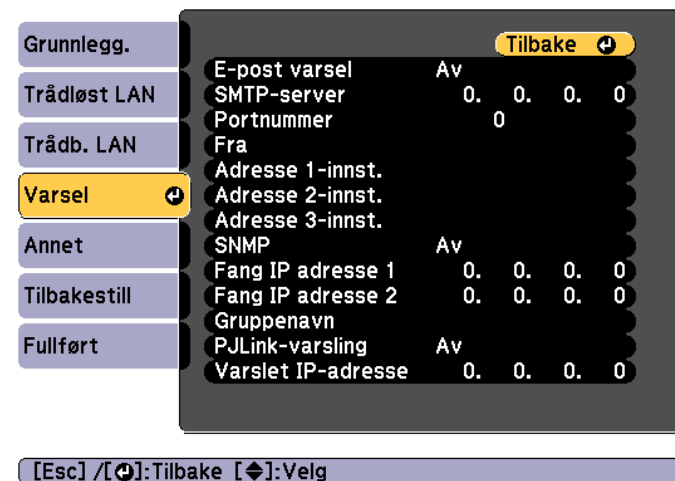 Grunnlegg.
Trådløst LAN
Trådb. LAN
Varsel
Annet
Tilbakestill
Fullført
Tilbake
E-post varsel Av
SMTP-server 0. 0. 0. 0
Portnummer 0
Fra
Adresse 1-innst.
Adresse 2-innst.
Adresse 3-innst.
SNMP Av
Fang IP adresse 1 0. 0. 0. 0
Fang IP adresse 2 0. 0. 0. 0
Gruppenavn
PJLink-varsling Av
Varslet IP-adresse 0. 0. 0. 0
[Esc] /[⏎]:Tilbake [◆]:Velg